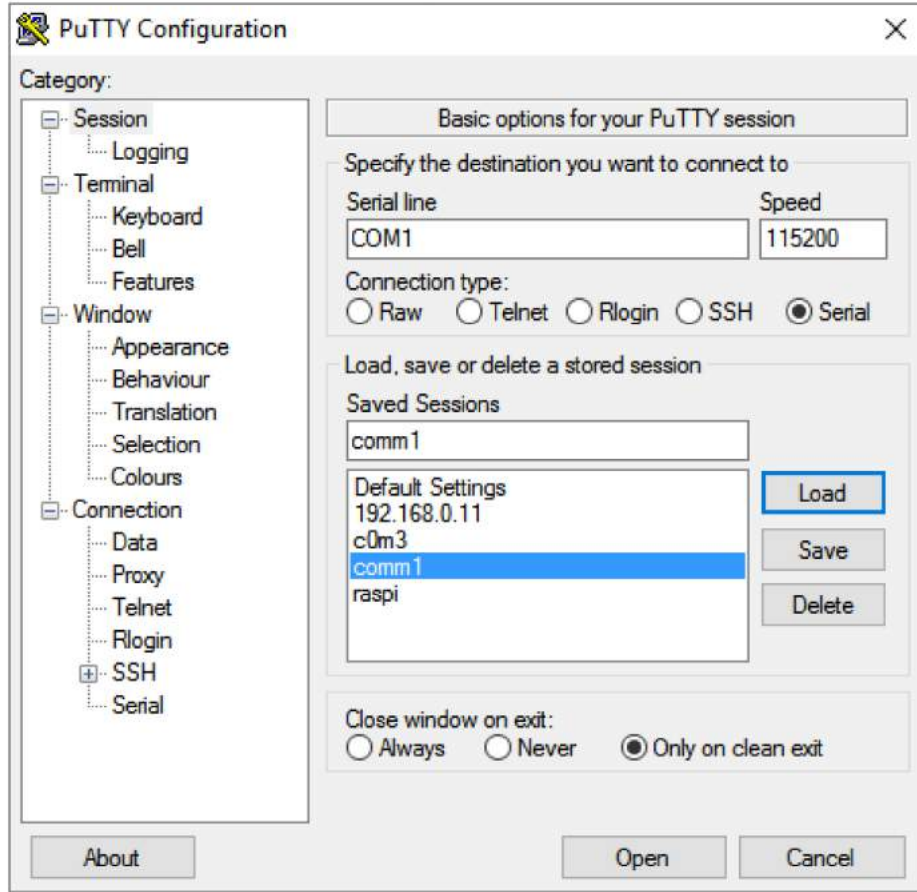 PuTTY Configuration
Category:
Session
Logging
Terminal
Keyboard
Bell
Features
Window
Appearance
Behaviour
Translation
Selection
Colours
Connection
Data
Proxy
Telnet
Rlogin
SSH
Serial
Basic options for your PuTTY session
Specify the destination you want to connect to
Serial line Speed
COM1 115200
Connection type:
Raw Telnet Rlogin SSH Serial
Load, save or delete a stored session
Saved Sessions
comm1
Default Settings
192.168.0.11
c0m3
comm1
raspi
Load
Save
Delete
Close window on exit:
Always Never Only on clean exit
About Open Cancel